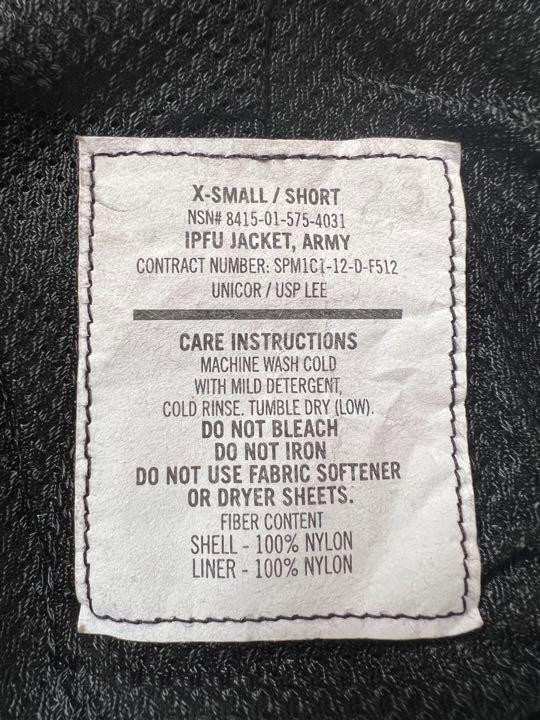 X-SMALL / SHORT
NSN# 8415-01-575-4031
IPFU JACKET, ARMY
CONTRACT NUMBER: SPM1C1-12-D-F512
UNICOR / USP LEE
CARE INSTRUCTIONS
MACHINE WASH COLD
WITH MILD DETERGENT,
COLD RINSE. TUMBLE DRY (LOW).
DO NOT BLEACH
DO NOT IRON
DO NOT USE FABRIC SOFTENER
OR DRYER SHEETS.
FIBER CONTENT
SHELL - 100% NYLON
LINER - 100% NYLON